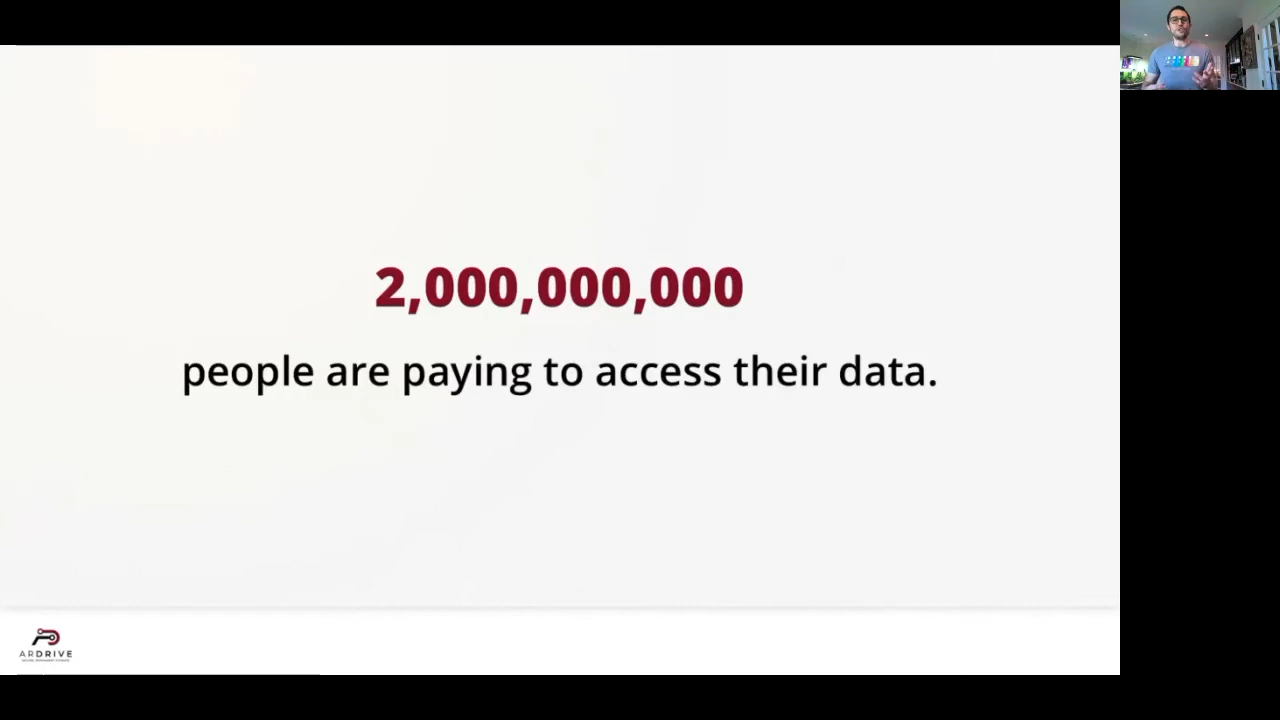 2,000,000,000
people are paying to access their data.
ARDRIVE